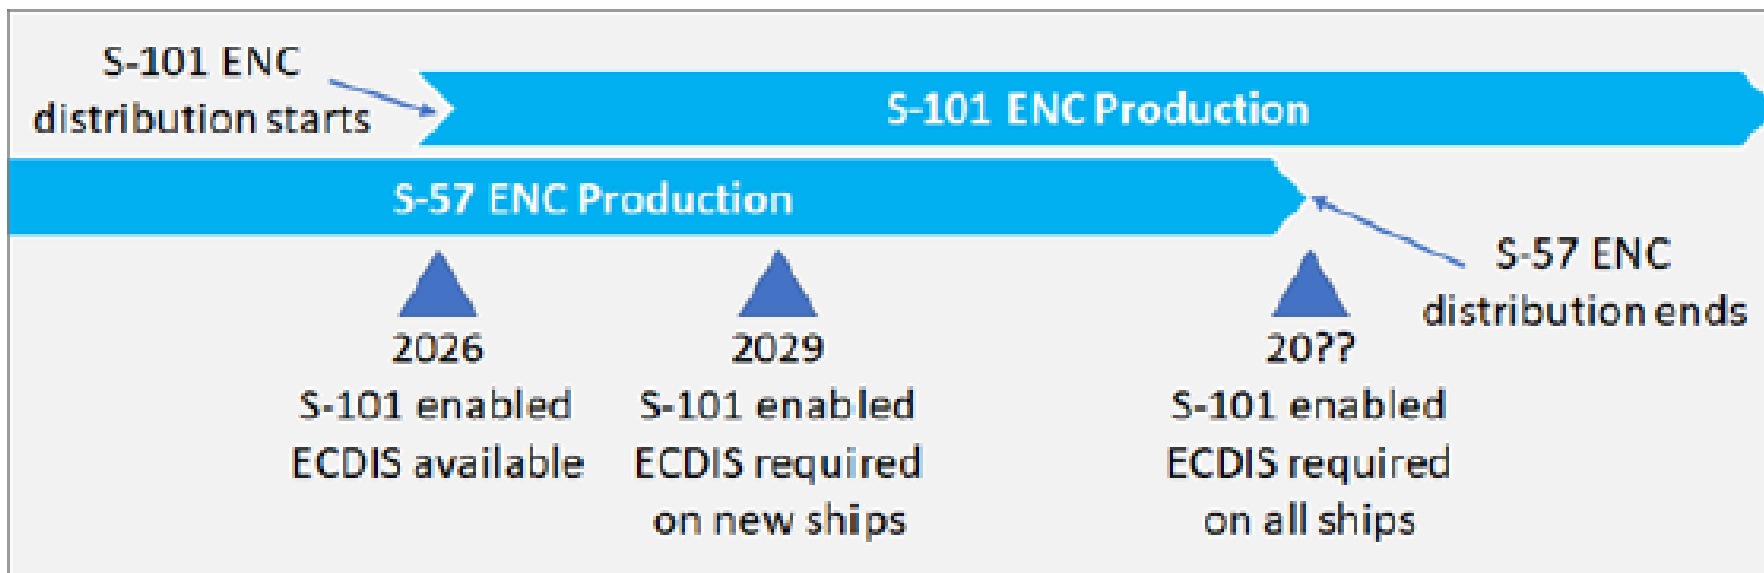 S-101 ENC
distribution starts
S-101 ENC Production
S-57 ENC Production
S-57 ENC
distribution ends
2026
S-101 enabled
ECDIS available
2029
S-101 enabled
ECDIS required
on new ships
20??
S-101 enabled
ECDIS required
on all ships